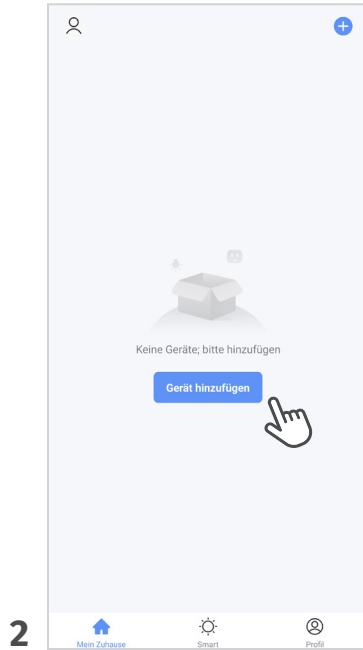 Keine Geräte; bitte hinzufügen
Gerät hinzufügen
2
Mein Zuhause
Smart
Profil